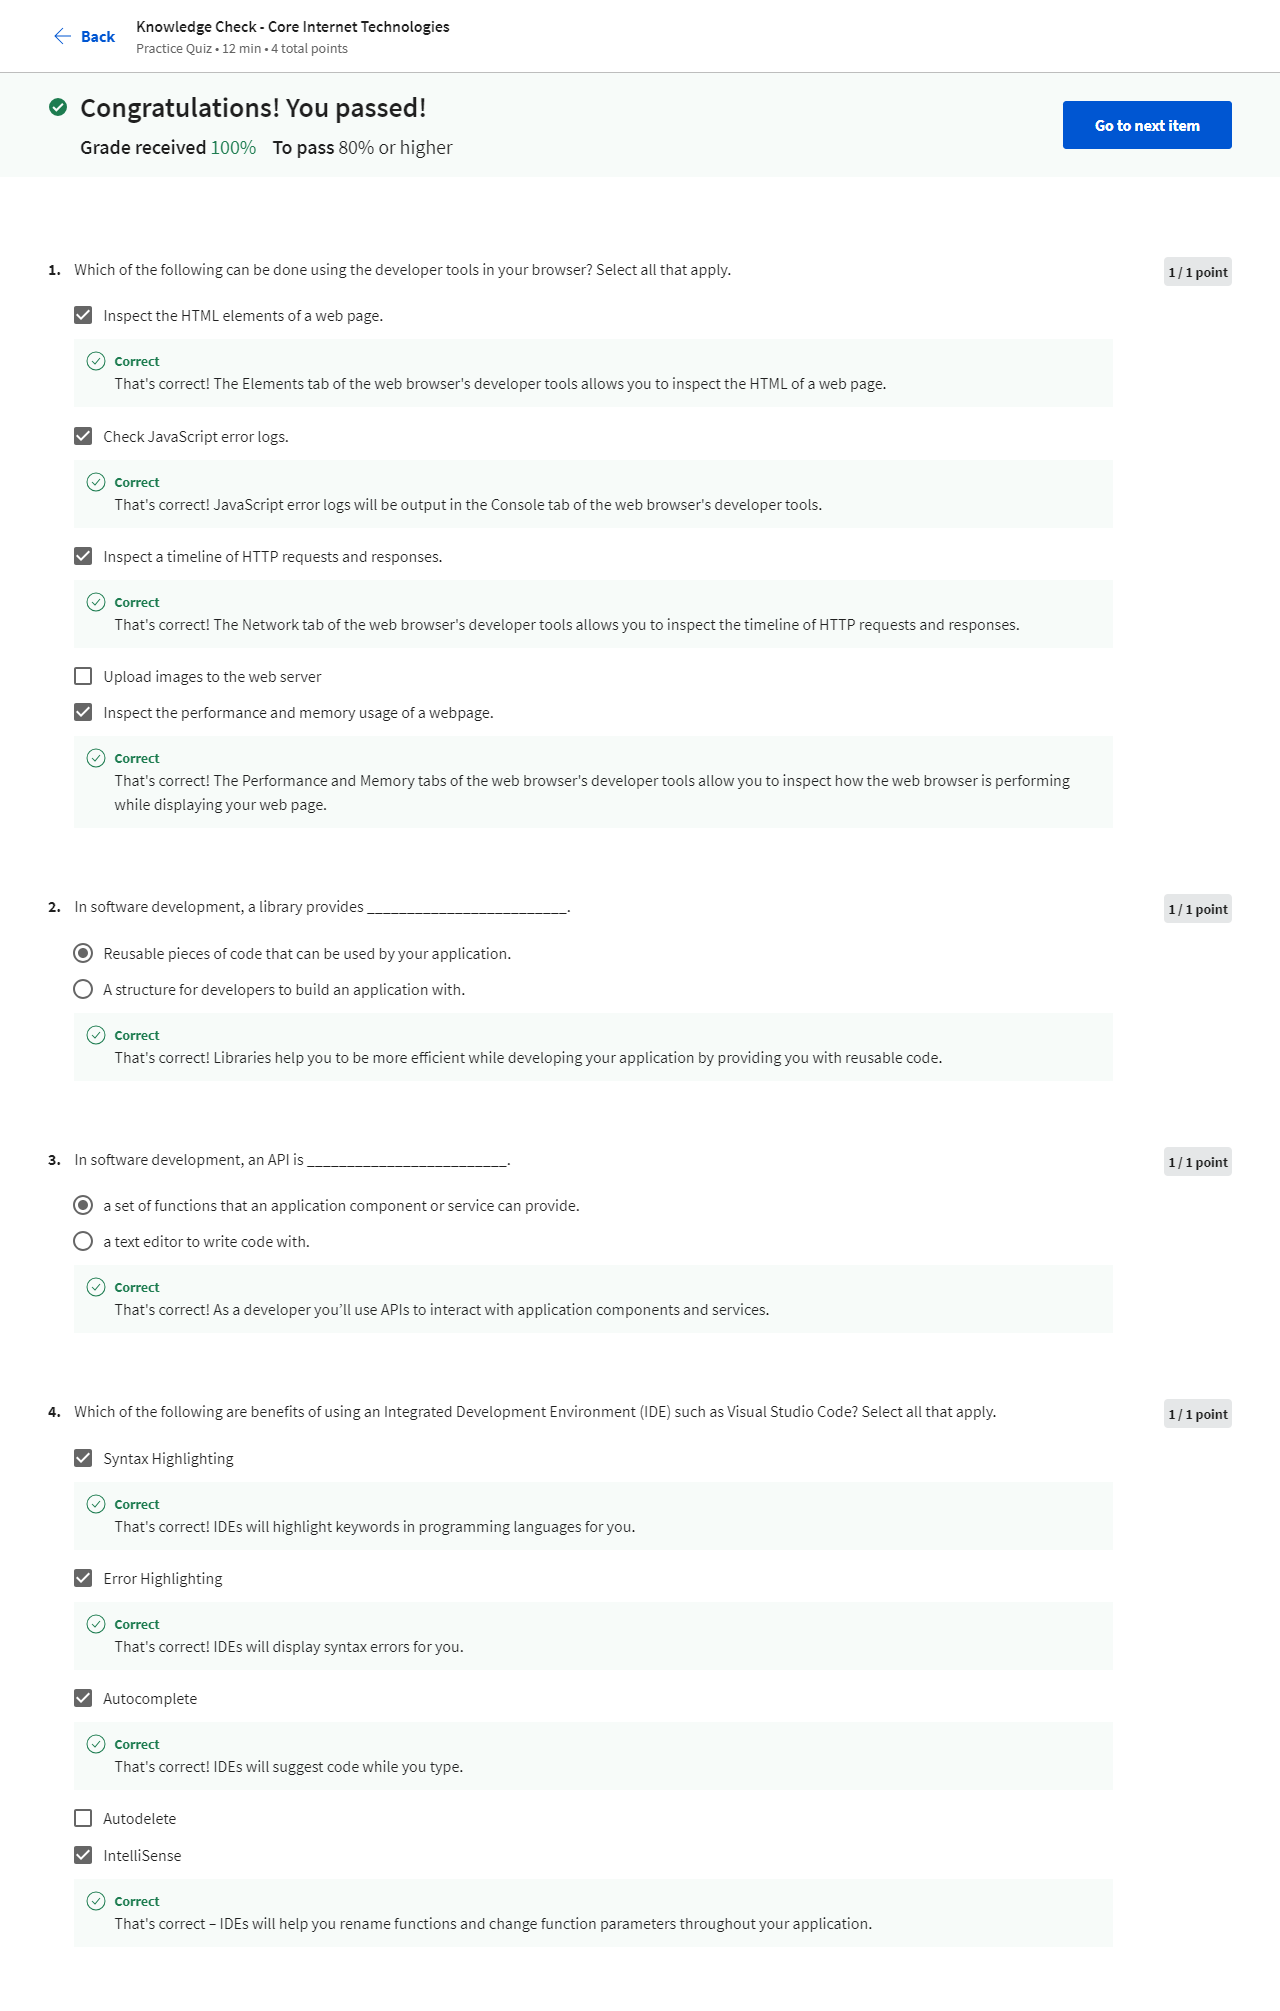 Back
Knowledge Check - Core Internet Technologies
Practice Quiz • 12 min • 4 total points
Congratulations! You passed!
Grade received 100% To pass 80% or higher
Go to next item
1. Which of the following can be done using the developer tools in your browser? Select all that apply.
1 / 1 point
Inspect the HTML elements of a web page.
Correct
That's correct! The Elements tab of the web browser's developer tools allows you to inspect the HTML of a web page.
Check JavaScript error logs.
Correct
That's correct! JavaScript error logs will be output in the Console tab of the web browser's developer tools.
Inspect a timeline of HTTP requests and responses.
Correct
That's correct! The Network tab of the web browser's developer tools allows you to inspect the timeline of HTTP requests and responses.
Upload images to the web server
Inspect the performance and memory usage of a webpage.
Correct
That's correct! The Performance and Memory tabs of the web browser's developer tools allow you to inspect how the web browser is performing
while displaying your web page.
2. In software development, a library provides _________________________.
1 / 1 point
Reusable pieces of code that can be used by your application.
A structure for developers to build an application with.
Correct
That's correct! Libraries help you to be more efficient while developing your application by providing you with reusable code.
3. In software development, an API is _________________________.
1 / 1 point
a set of functions that an application component or service can provide.
a text editor to write code with.
Correct
That's correct! As a developer you’ll use APIs to interact with application components and services.
4. Which of the following are benefits of using an Integrated Development Environment (IDE) such as Visual Studio Code? Select all that apply.
1 / 1 point
Syntax Highlighting
Correct
That's correct! IDEs will highlight keywords in programming languages for you.
Error Highlighting
Correct
That's correct! IDEs will display syntax errors for you.
Autocomplete
Correct
That's correct! IDEs will suggest code while you type.
Autodelete
IntelliSense
Correct
That's correct – IDEs will help you rename functions and change function parameters throughout your application.